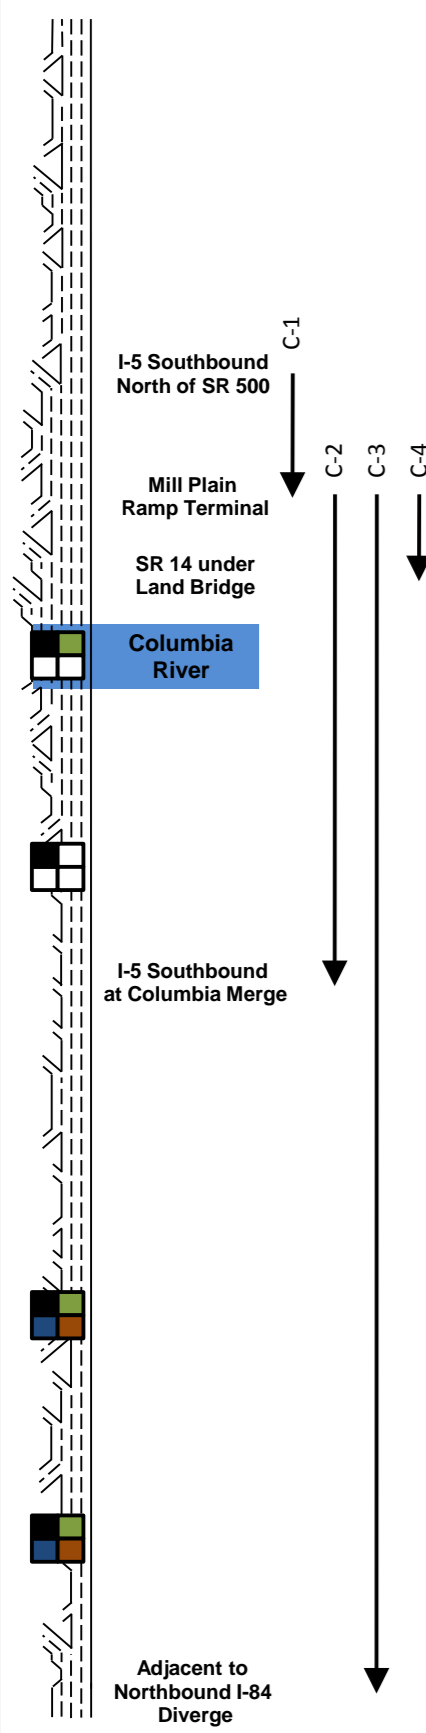 C-1
I-5 Southbound
North of SR 500
C-2
C-3
C-4
Mill Plain
Ramp Terminal
SR 14 under
Land Bridge
Columbia
River
I-5 Southbound
at Columbia Merge
Adjacent to
Northbound I-84
Diverge